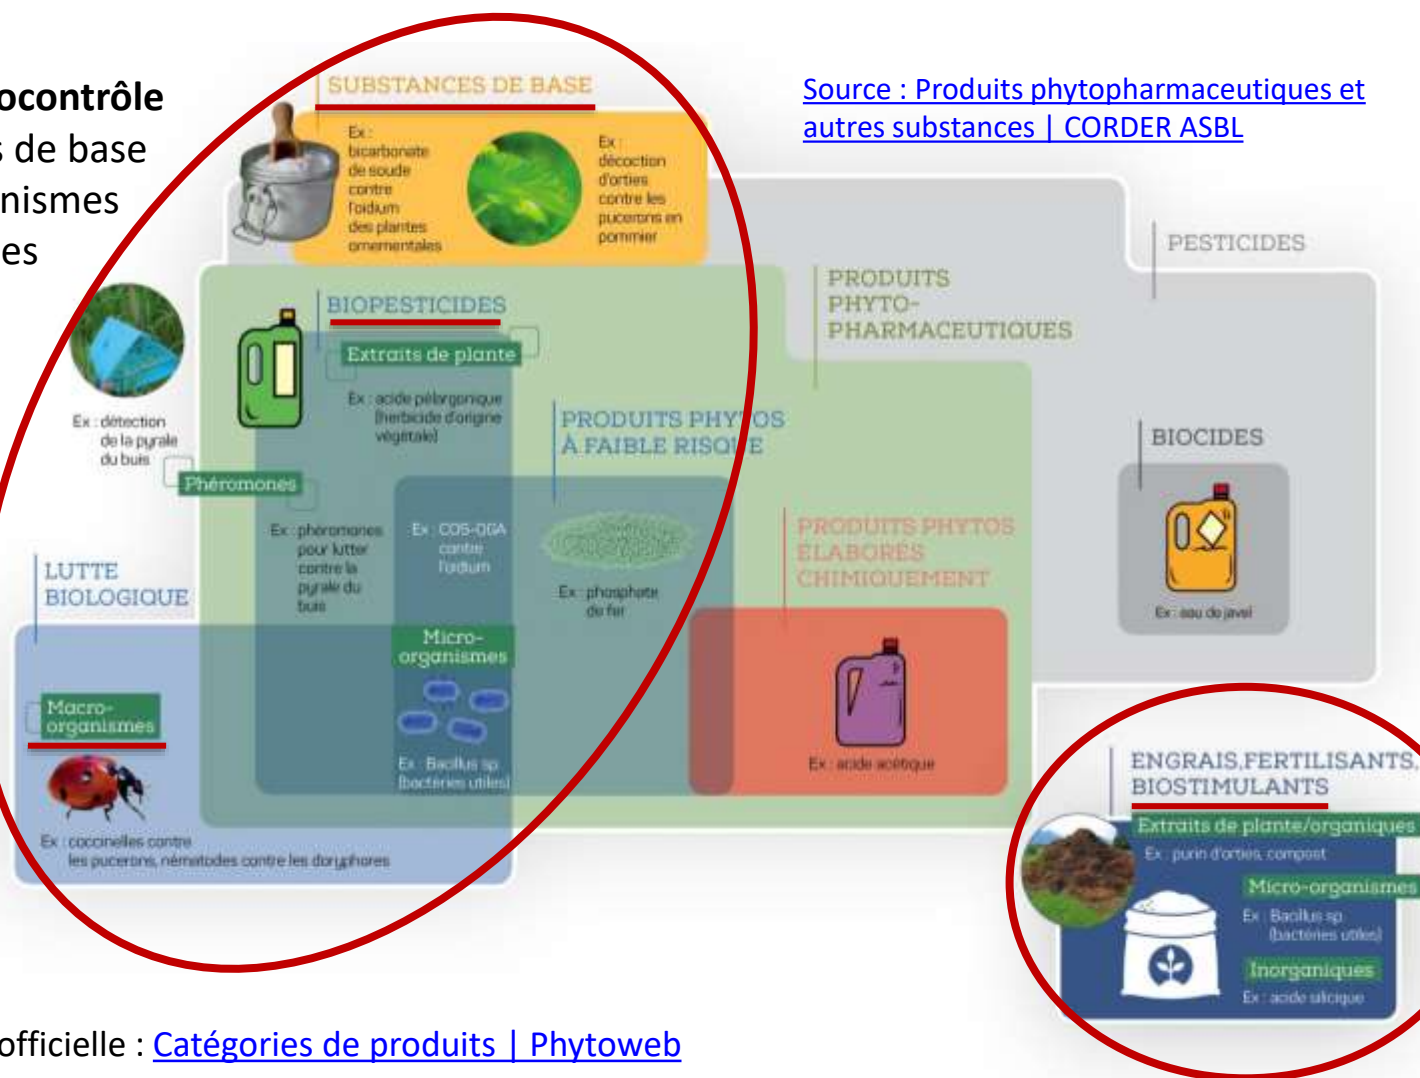 ocontrôle
s de base
nismes
es
SUBSTANCES DE BASE
Ex :
bicarbonate
de soude
contre
l'oïdium
des plantes
ornementales
Ex :
décoction
d'orties
contre les
pucerons en
pommier
Source : Produits phytopharmaceutiques et
autres substances | CORDER ASBL
PESTICIDES
PRODUITS
PHYTO-
PHARMACEUTIQUES
BIOPESTICIDES
Extraits de plante
Ex : acide pélargonique
(herbicide d'origine
végétale)
Ex : détection
de la pyrale
du buis
Phéromones
Ex : phéromones
pour lutter
contre la
pyrale du
buis
PRODUITS PHYTOS
À FAIBLE RISQUE
Ex : COS-OGA
contre
l'oïdium
Ex : phosphate
de fer
BIOCIDES
Ex : eau de javel
PRODUITS PHYTOS
ÉLABORÉS
CHIMIQUEMENT
Ex : acide acétique
LUTTE
BIOLOGIQUE
Micro-
organismes
Ex : Bacillus sp.
(bactéries utiles)
Macro-
organismes
Ex : coccinelles contre
les pucerons, nématodes contre les doryphores
ENGRAIS,FERTILISANTS,
BIOSTIMULANTS
Extraits de plante/organiques
Ex : purin d'orties, compost
Micro-organismes
Ex : Bacillus sp.
(bactéries utiles)
Inorganiques
Ex : acide silicique
officielle : Catégories de produits | Phytoweb